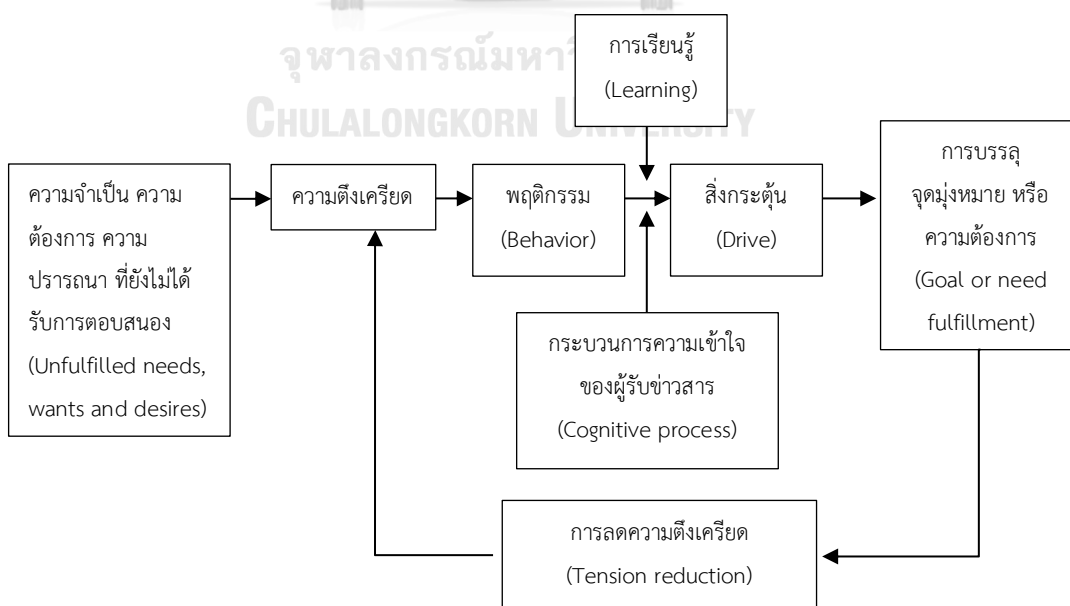 จุฬาลงกรณ์มหาวิ
CHULALONGKORN UNIVERSITY
การเรียนรู้
(Learning)
ความจำเป็น ความ
ต้องการ ความ
ปรารถนา ที่ยังไม่ได้
รับการตอบสนอง
(Unfulfilled needs,
wants and desires)
ความตึงเครียด
พฤติกรรม
(Behavior)
สิ่งกระตุ้น
(Drive)
การบรรลุ
จุดมุ่งหมาย หรือ
ความต้องการ
(Goal or need
fulfillment)
กระบวนการความเข้าใจ
ของผู้รับข่าวสาร
(Cognitive process)
การลดความตึงเครียด
(Tension reduction)